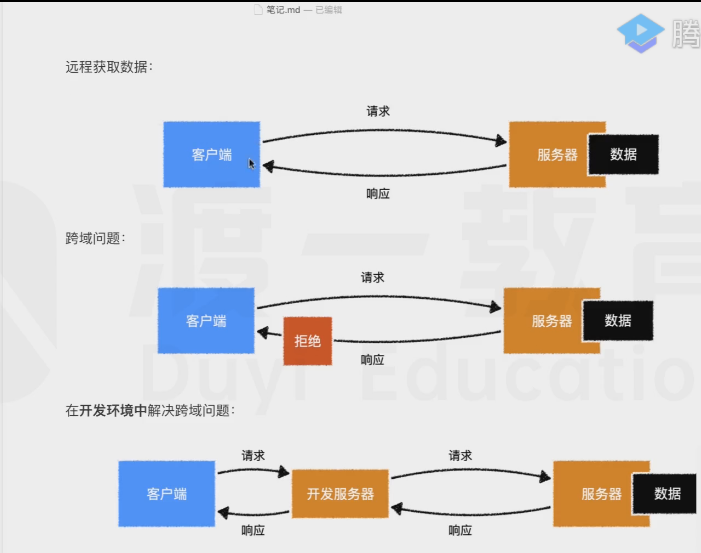 笔记.md — 已编辑
腾
远程获取数据：
请求
客户端
服务器
数据
响应
跨域问题：
请求
客户端
拒绝
服务器
数据
响应
在开发环境中解决跨域问题：
请求
请求
客户端
开发服务器
服务器
数据
响应
响应
渡一教育
Duyi Educatio